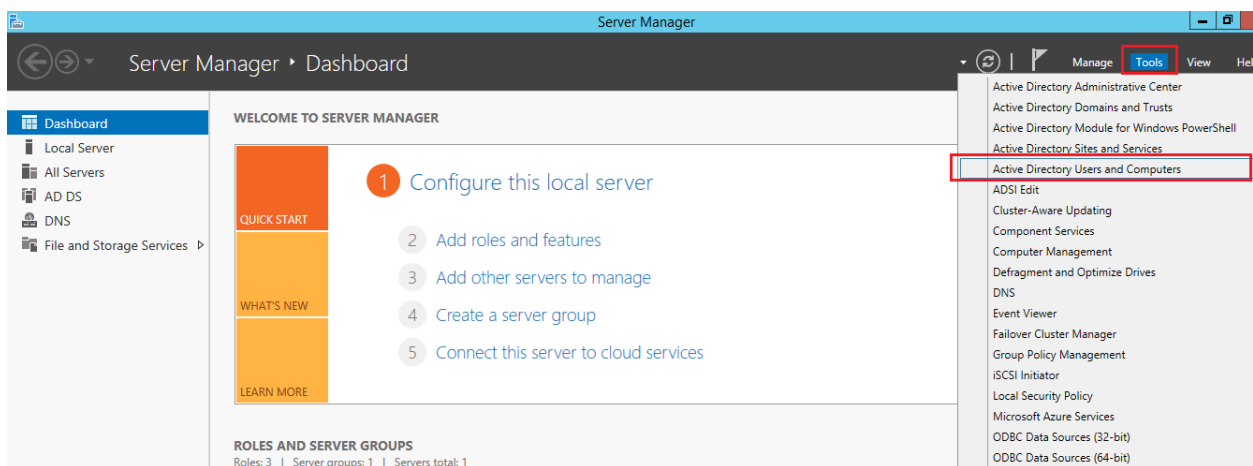 Server Manager
Server Manager • Dashboard
Manage Tools View Hel
Dashboard
Local Server
All Servers
AD DS
DNS
File and Storage Services
WELCOME TO SERVER MANAGER
QUICK START
WHAT'S NEW
LEARN MORE
1 Configure this local server
2 Add roles and features
3 Add other servers to manage
4 Create a server group
5 Connect this server to cloud services
ROLES AND SERVER GROUPS
Roles: 3 | Server groups: 1 | Servers total: 1
Active Directory Administrative Center
Active Directory Domains and Trusts
Active Directory Module for Windows PowerShell
Active Directory Sites and Services
Active Directory Users and Computers
ADSI Edit
Cluster-Aware Updating
Component Services
Computer Management
Defragment and Optimize Drives
DNS
Event Viewer
Failover Cluster Manager
Group Policy Management
iSCSI Initiator
Local Security Policy
Microsoft Azure Services
ODBC Data Sources (32-bit)
ODBC Data Sources (64-bit)